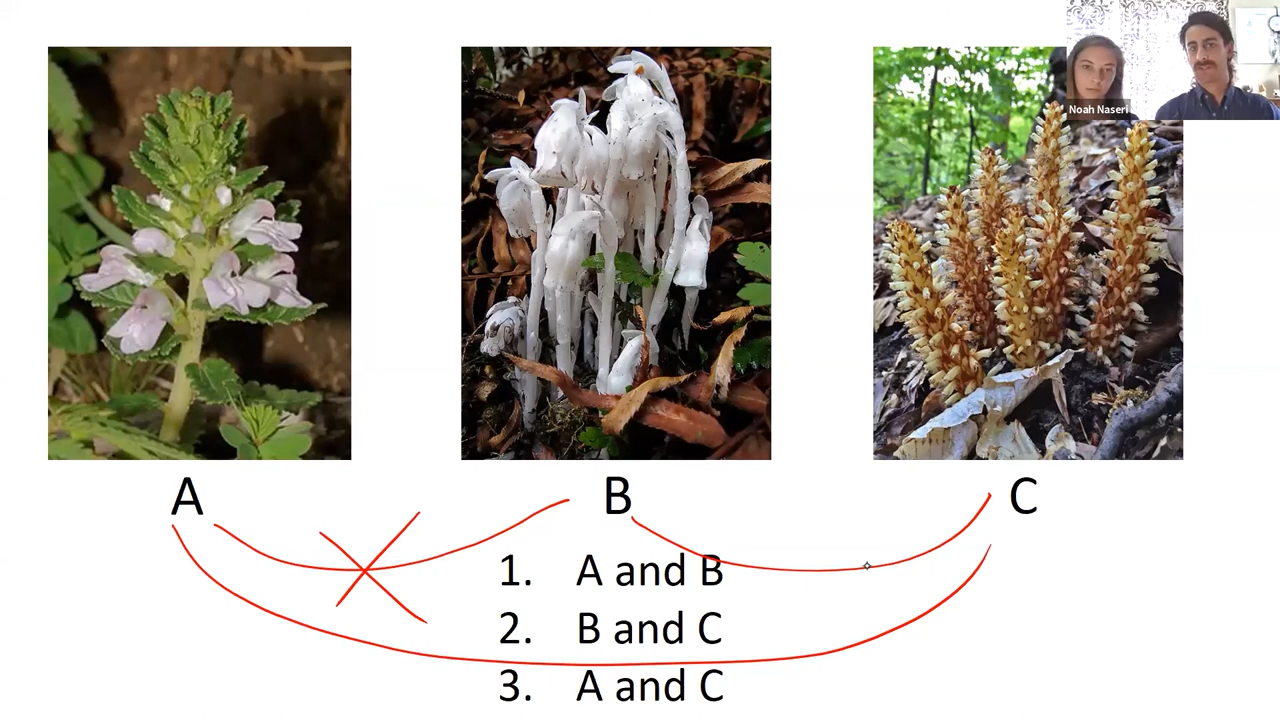 Noah Naseri
A B C
1. A and B
2. B and C
3. A and C